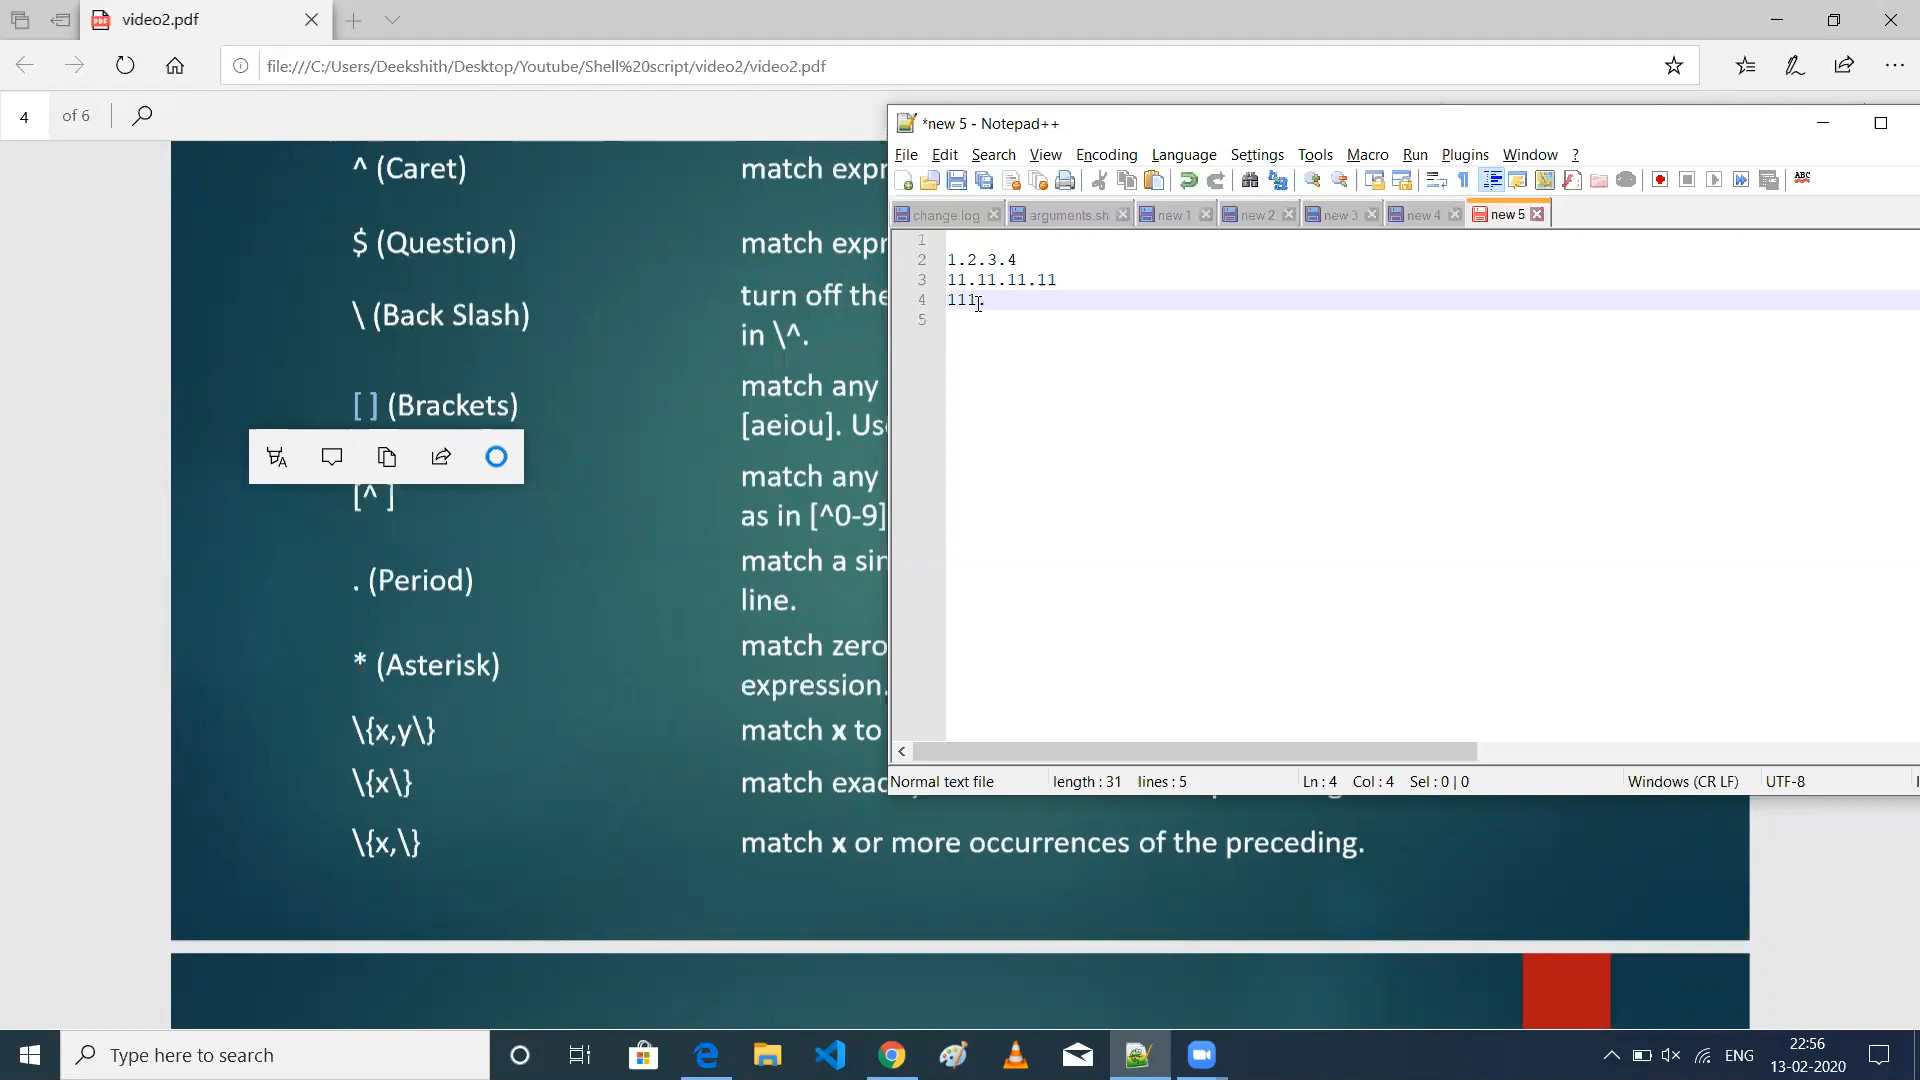 video2.pdf
file:///C:/Users/Deekshith/Desktop/Youtube/Shell%20script/video2/video2.pdf
4 of 6
^ (Caret)
match expr
$ (Question)
match expr
\ (Back Slash)
turn off the
in \^.
[ ] (Brackets)
match any
[aeiou]. Use
[^ ]
match any
as in [^0-9]
. (Period)
match a sin
line.
* (Asterisk)
match zero
expression.
\{x,y\}
match x to
\{x\}
match exac
\{x,\}
match x or more occurrences of the preceding.
*new 5 - Notepad++
File Edit Search View Encoding Language Settings Tools Macro Run Plugins Window ?
change.log arguments.sh new 1 new 2 new 3 new 4 new 5
1
2 1.2.3.4
3 11.11.11.11
4 111.
5
Normal text file length : 31 lines : 5 Ln : 4 Col : 4 Sel : 0 | 0 Windows (CR LF) UTF-8
Type here to search
ENG
22:56
13-02-2020